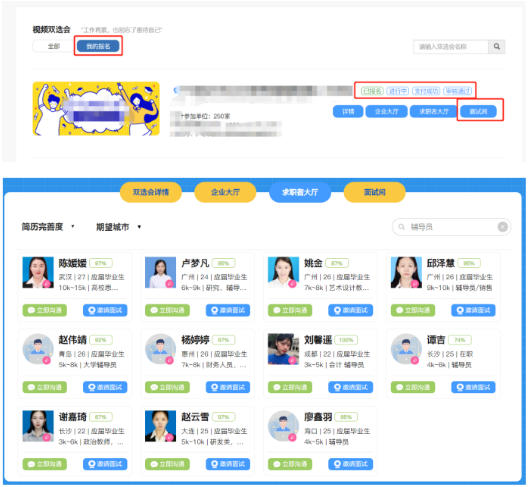 视频双选会 "工作再累，也别忘了善待自己"
全部 我的报名 请输入双选会名称
已报名 进行中 支付成功 审核通过
*参加单位：250家
详情 企业大厅 求职者大厅 面试间
双选会详情 企业大厅 求职者大厅 面试间
简历完善度 期望城市 辅导员
陈媛媛 97% 卢梦凡 95% 姚金 87% 邱泽慧 95%
武汉 | 27 | 应届毕业生 广州 | 24 | 应届毕业生 广州 | 26 | 应届毕业生 广州 | 26 | 应届毕业生
10k~15k | 高校思... 6k~9k | 研究、辅导... 7k~8k | 艺术设计教... 9k~10k | 辅导员/销售
立即沟通 邀请面试 立即沟通 邀请面试 立即沟通 邀请面试 立即沟通 邀请面试
赵伟婧 92% 杨婷婷 97% 刘馨遥 100% 谭吉 74%
青岛 | 26 | 应届毕业生 惠州 | 26 | 应届毕业生 成都 | 22 | 应届毕业生 长沙 | 25 | 在职
5k~8k | 大学辅导员 7k~8k | 财务人员，... 3k~5k | 会计 辅导员 4k~6k | 辅导员
立即沟通 邀请面试 立即沟通 邀请面试 立即沟通 邀请面试 立即沟通 邀请面试
谢嘉琦 87% 赵云雪 97% 廖鑫羽 85%
长沙 | 22 | 应届毕业生 大连 | 25 | 应届毕业生 海口 | 25 | 应届毕业生
3k~6k | 政治教师，... 5k~10k | 研发类，... 4k~5k | 辅导员
立即沟通 邀请面试 立即沟通 邀请面试 立即沟通 邀请面试